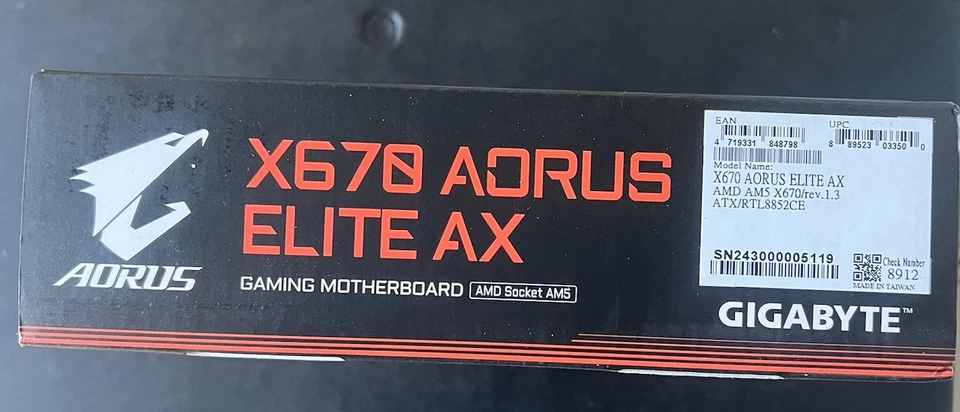 AORUS
X670 AORUS
ELITE AX
GAMING MOTHERBOARD AMD Socket AM5
EAN UPC
4 719331 848798 8 89523 03350 0
Model Name:
X670 AORUS ELITE AX
AMD AM5 X670/rev.1.3
ATX/RTL8852CE
SN243000005119
Check Number
8912
MADE IN TAIWAN
GIGABYTE™